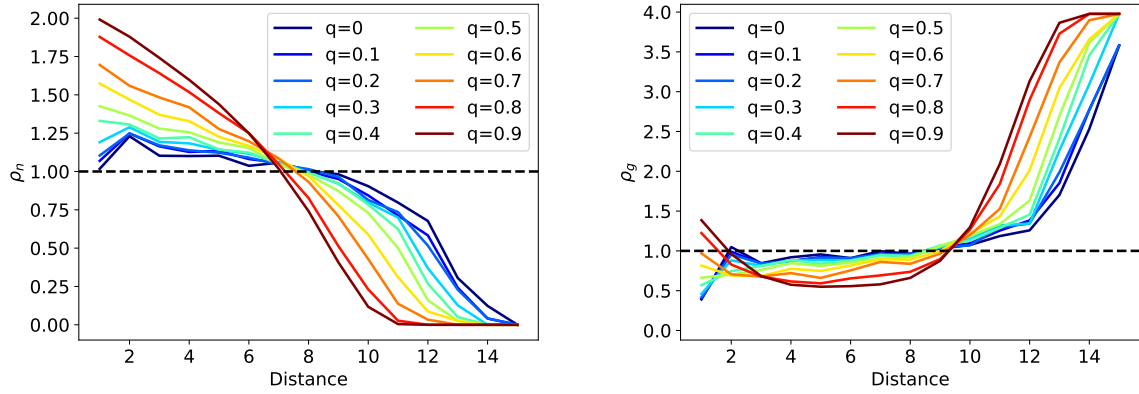 2.00
1.75
1.50
1.25
1.00
0.75
0.50
0.25
0.00
ρn
2 4 6 8 10 12 14
Distance
q=0 q=0.5
q=0.1 q=0.6
q=0.2 q=0.7
q=0.3 q=0.8
q=0.4 q=0.9
4.0
3.5
3.0
2.5
2.0
1.5
1.0
0.5
0.0
ρg
2 4 6 8 10 12 14
Distance
q=0 q=0.5
q=0.1 q=0.6
q=0.2 q=0.7
q=0.3 q=0.8
q=0.4 q=0.9